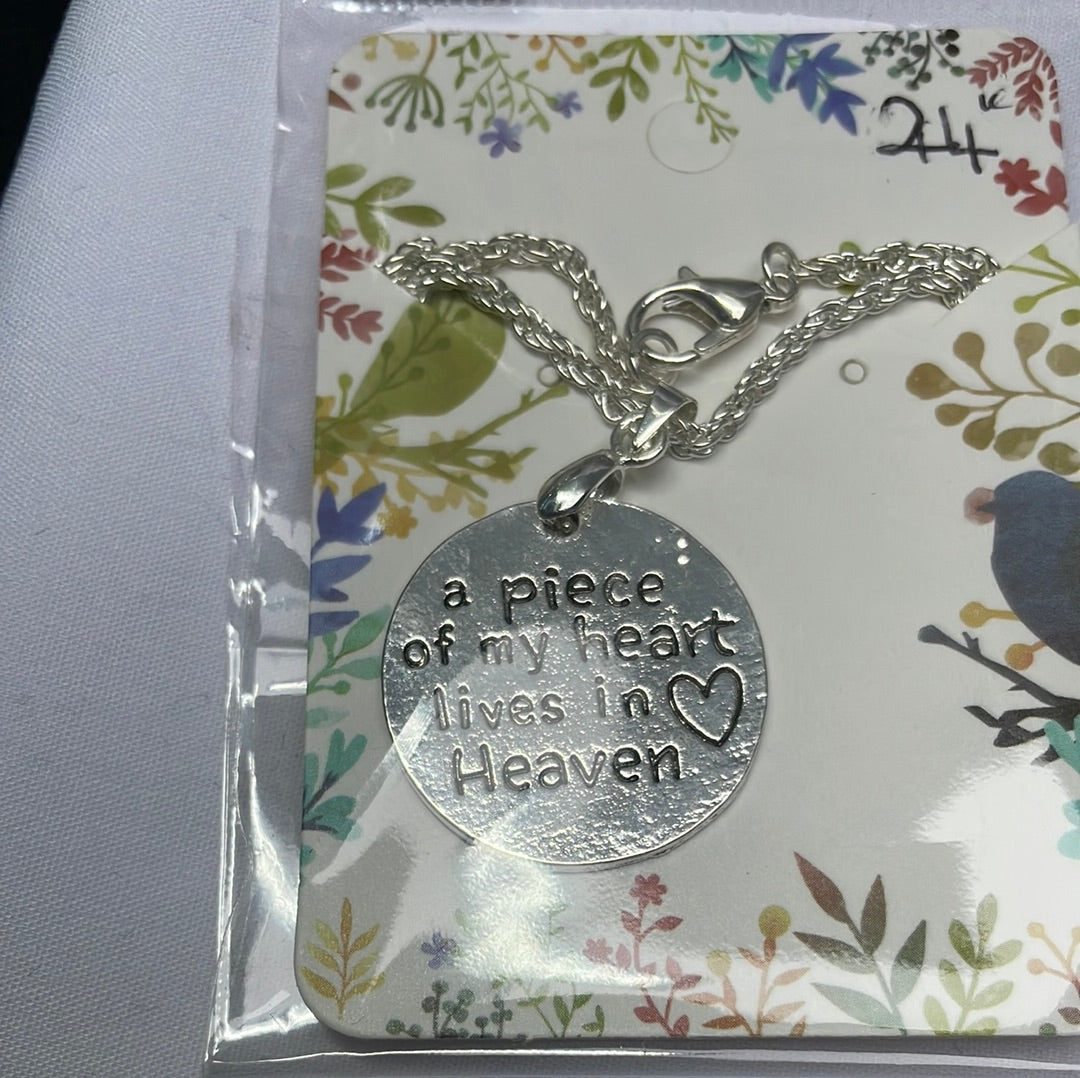 24"
a piece
of my heart
lives in
Heaven